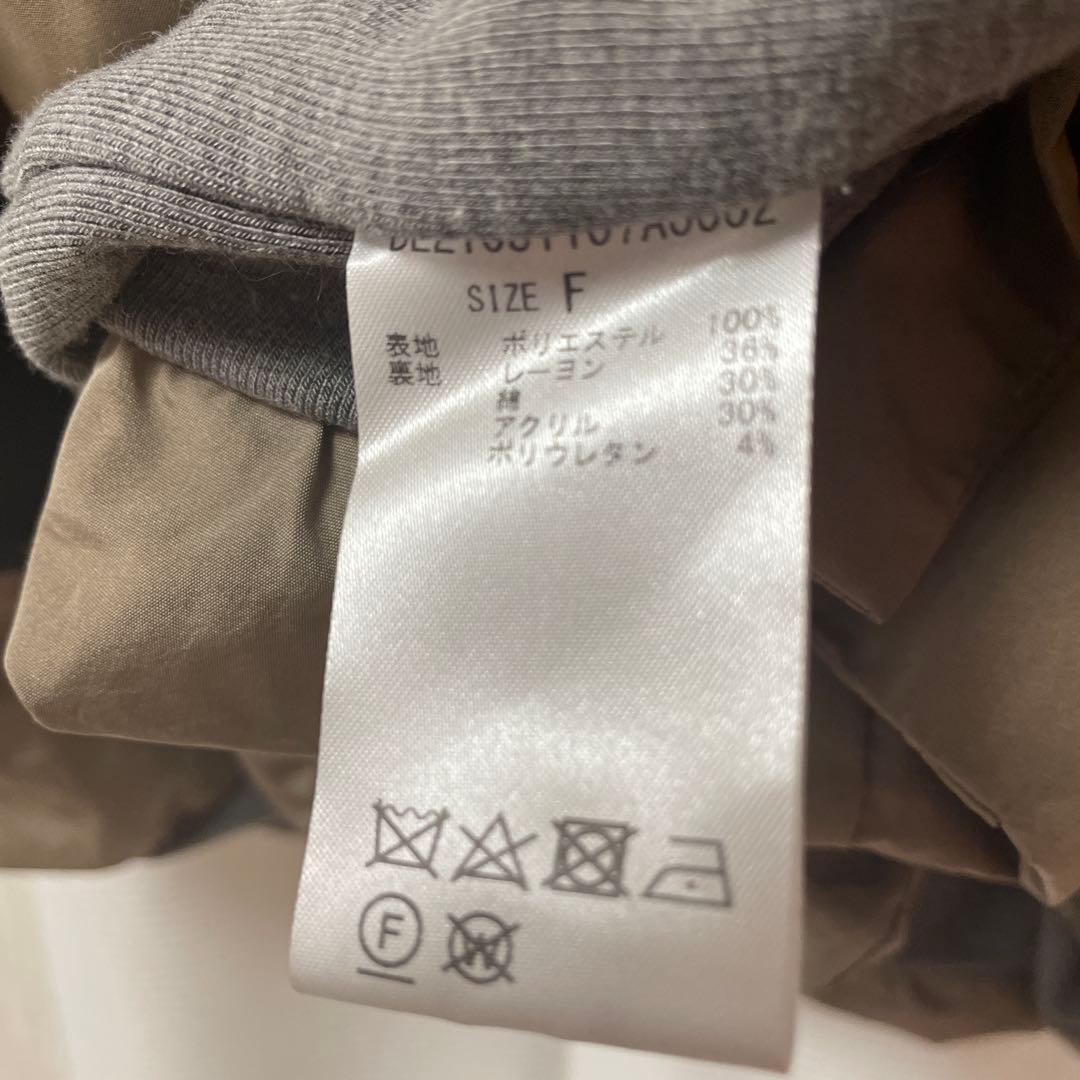 SIZE F
表地 ポリエステル 100%
裏地 レーヨン 36%
綿 30%
アクリル 30%
ポリウレタン 4%
F
W